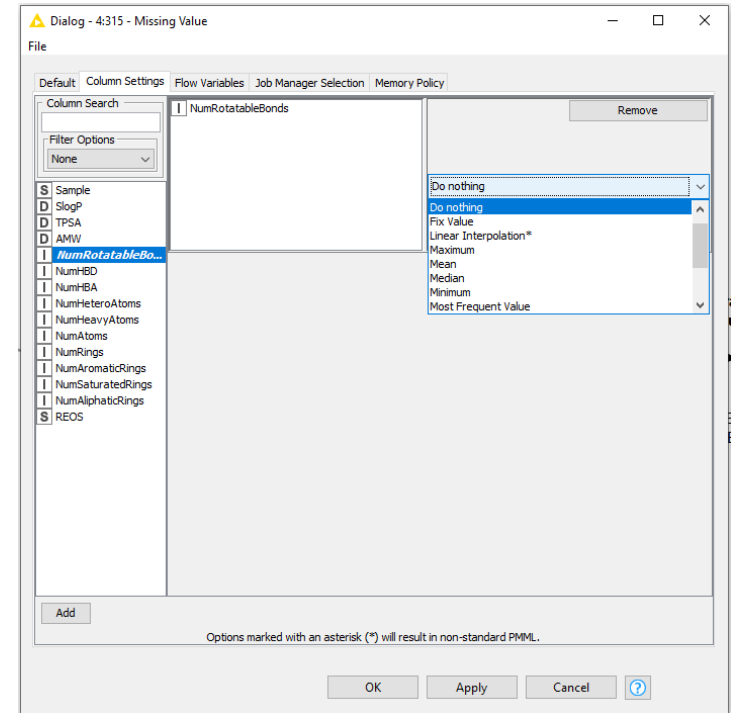 Dialog - 4:315 - Missing Value
File
Default Column Settings Flow Variables Job Manager Selection Memory Policy
Column Search
Filter Options
None
S Sample
D SlogP
D TPSA
D AMW
I NumRotatableBo...
I NumHBD
I NumHBA
I NumHeteroAtoms
I NumHeavyAtoms
I NumAtoms
I NumRings
I NumAromaticRings
I NumSaturatedRings
I NumAliphaticRings
S REOS
Add
I NumRotatableBonds
Remove
Do nothing
Do nothing
Fix Value
Linear Interpolation*
Maximum
Mean
Median
Minimum
Most Frequent Value
Options marked with an asterisk (*) will result in non-standard PMML.
OK Apply Cancel ?